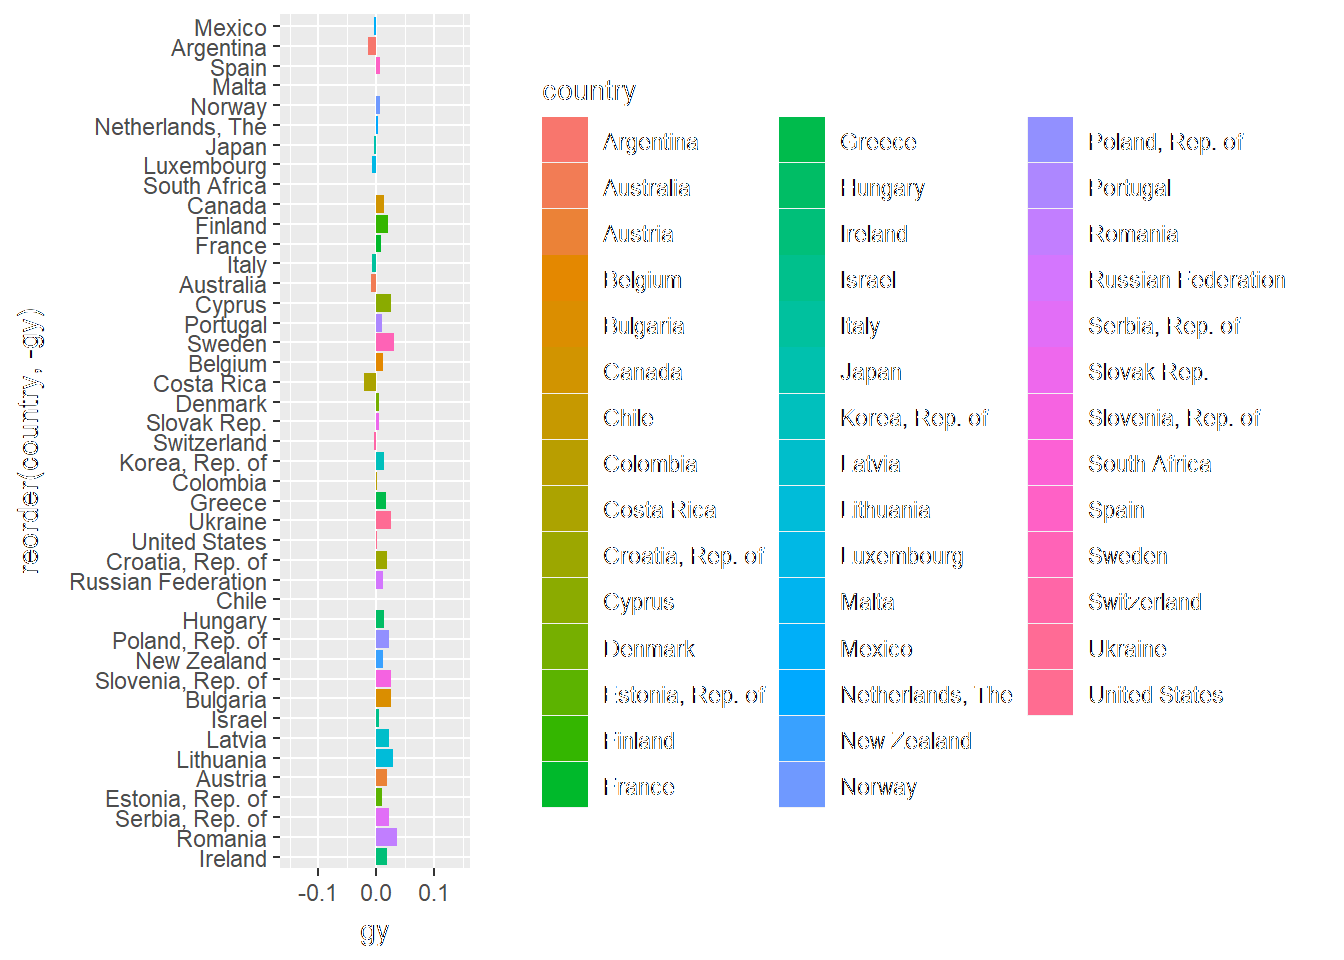 Mexico
Argentina
Spain
Malta
Norway
Netherlands, The
Japan
Luxembourg
South Africa
Canada
Finland
France
Italy
Australia
Cyprus
Portugal
Sweden
Belgium
Costa Rica
Denmark
Slovak Rep.
Switzerland
Korea, Rep. of
Colombia
Greece
Ukraine
United States
Croatia, Rep. of
Russian Federation
Chile
Hungary
Poland, Rep. of
New Zealand
Slovenia, Rep. of
Bulgaria
Israel
Latvia
Lithuania
Austria
Estonia, Rep. of
Serbia, Rep. of
Romania
Ireland
reorder(country, -gy)
-0.1 0.0 0.1
gy
country
Argentina
Australia
Austria
Belgium
Bulgaria
Canada
Chile
Colombia
Costa Rica
Croatia, Rep. of
Cyprus
Denmark
Estonia, Rep. of
Finland
France
Greece
Hungary
Ireland
Israel
Italy
Japan
Korea, Rep. of
Latvia
Lithuania
Luxembourg
Malta
Mexico
Netherlands, The
New Zealand
Norway
Poland, Rep. of
Portugal
Romania
Russian Federation
Serbia, Rep. of
Slovak Rep.
Slovenia, Rep. of
South Africa
Spain
Sweden
Switzerland
Ukraine
United States